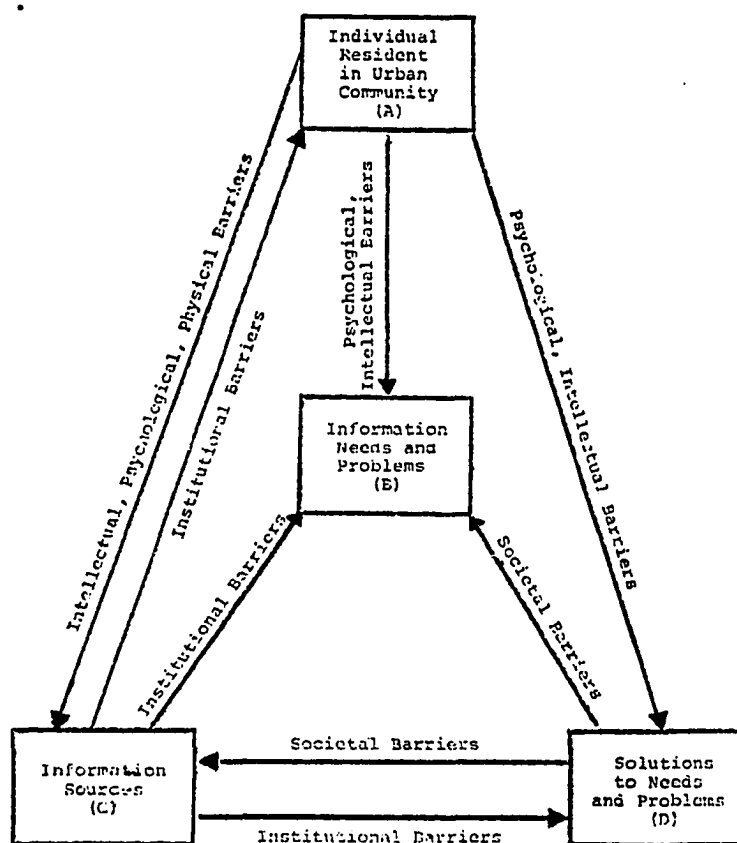 Individual
Resident
in Urban
Community
(A)
Intellectual, Psychological, Physical Barriers
Institutional Barriers
Psychological,
Intellectual Barriers
Psychological, Intellectual Barriers
Information
Needs and
Problems
(B)
Institutional Barriers
Societal Barriers
Information
Sources
(C)
Societal Barriers
Institutional Barriers
Solutions
to Needs
and Problems
(D)